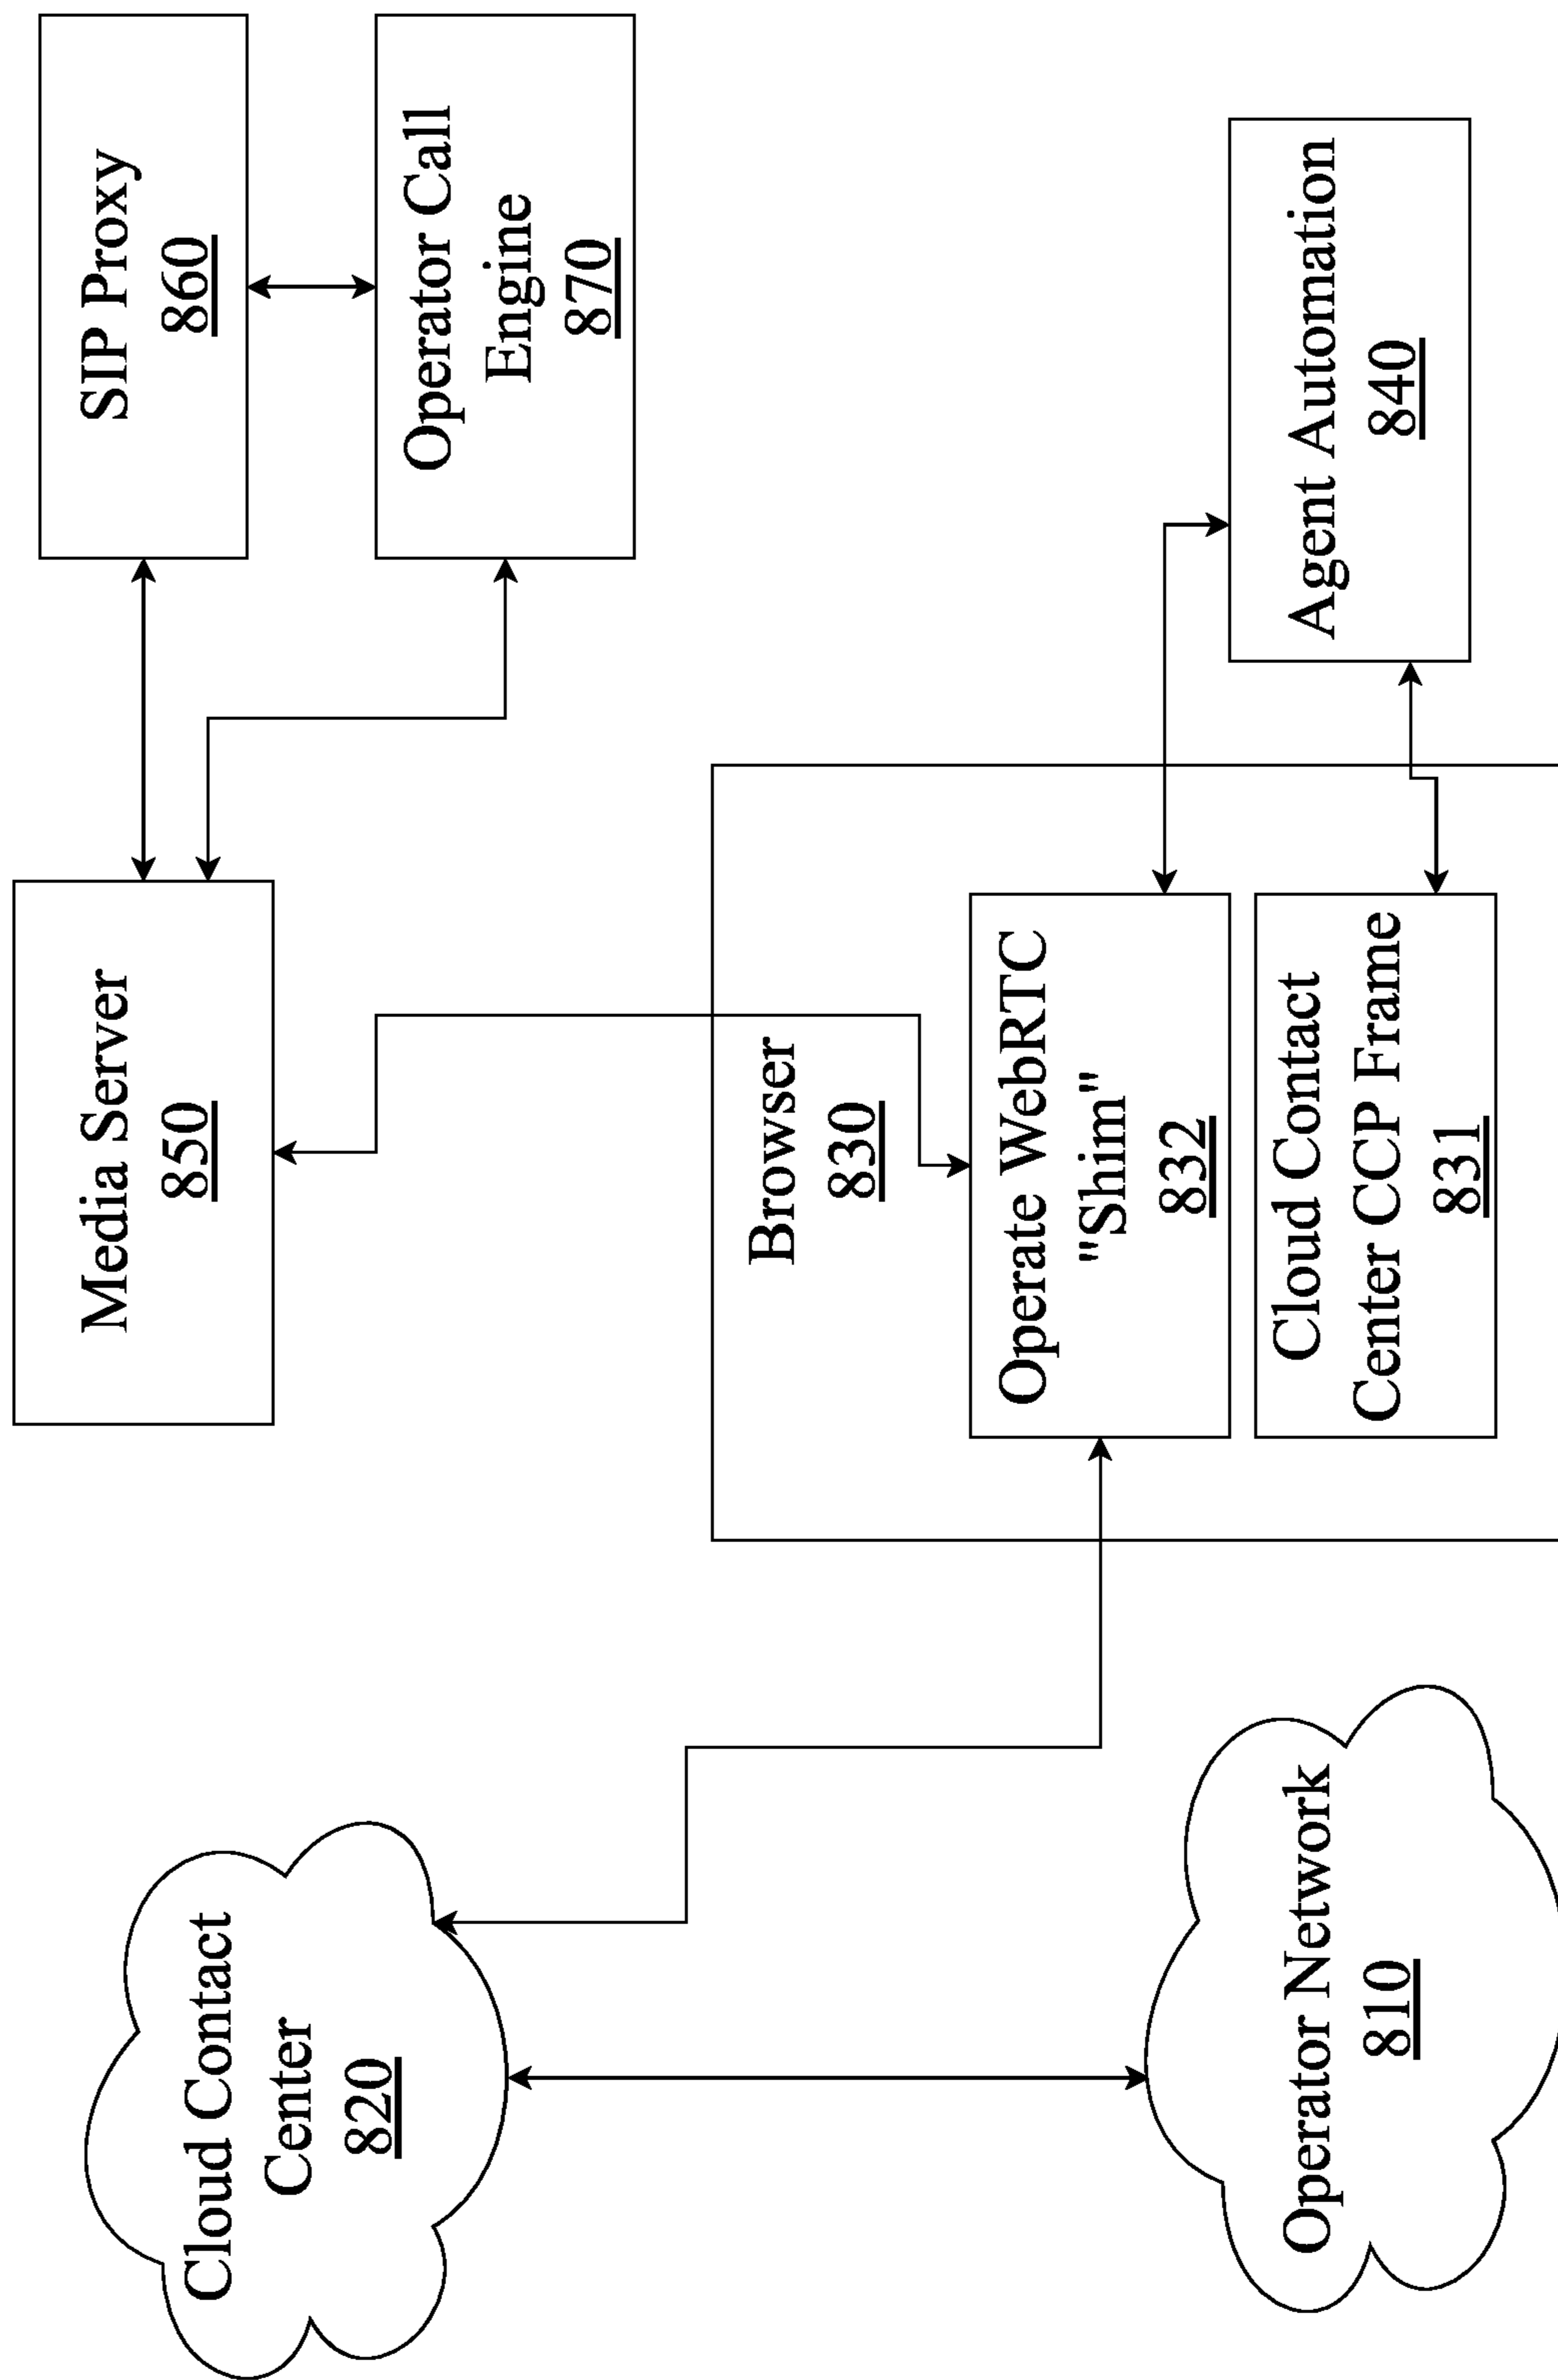 Cloud Contact
Center
820
Operator Network
810
Media Server
850
Browser
830
Operate WebRTC
"Shim"
832
Cloud Contact
Center CCP Frame
831
SIP Proxy
860
Operator Call
Engine
870
Agent Automation
840